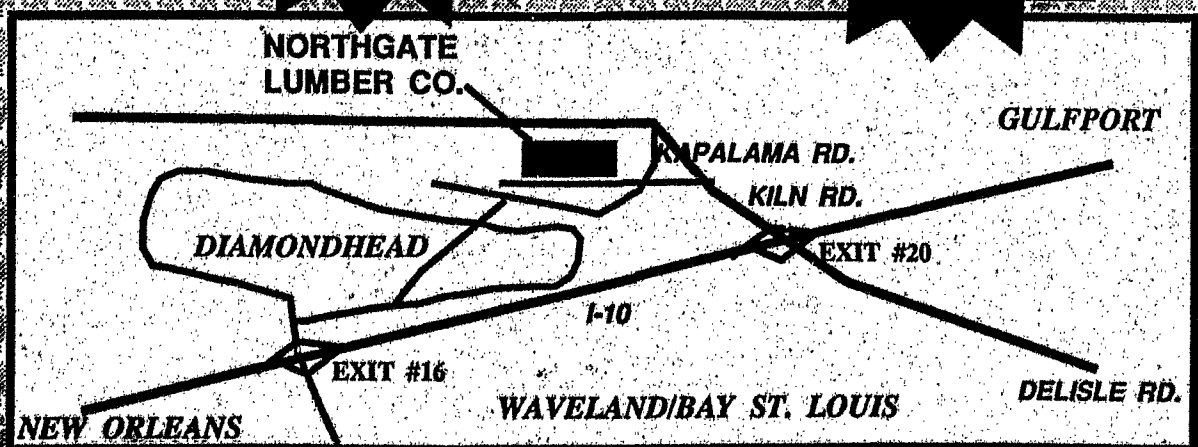 NORTHGATE
LUMBER CO.
GULFPORT
KAPALAMA RD.
KILN RD.
DIAMONDHEAD
EXIT #20
I-10
EXIT #16
DELISLE RD.
WAVELAND/BAY ST. LOUIS
NEW ORLEANS